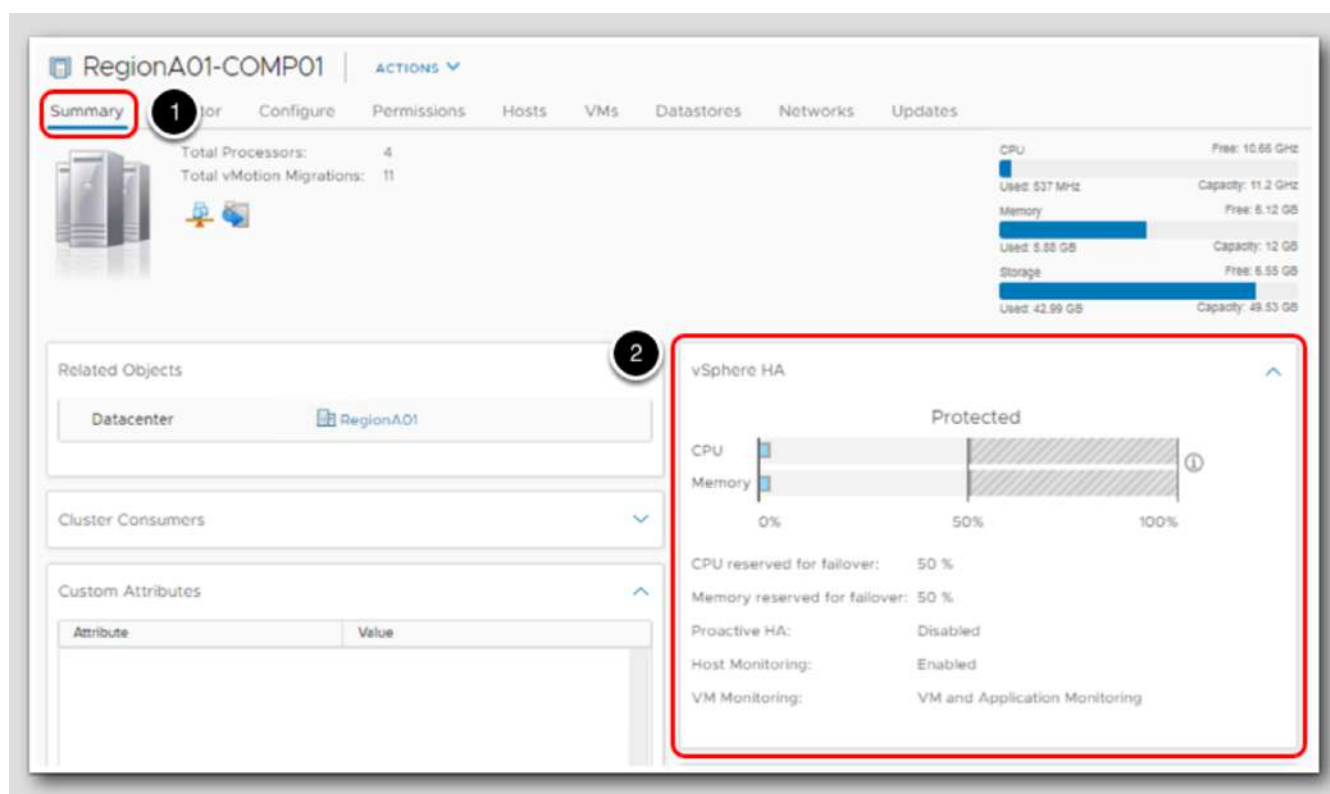 RegionA01-COMP01 ACTIONS
Summary 1 tor Configure Permissions Hosts VMs Datastores Networks Updates
Total Processors: 4
Total vMotion Migrations: 11
CPU Free: 10.66 GHz
Used: 537 MHz Capacity: 11.2 GHz
Memory Free: 6.12 GB
Used: 5.88 GB Capacity: 12 GB
Storage Free: 6.55 GB
Used: 42.99 GB Capacity: 49.53 GB
Related Objects
Datacenter RegionA01
Cluster Consumers
Custom Attributes
Attribute Value
2
vSphere HA
Protected
CPU
Memory
0% 50% 100%
CPU reserved for failover: 50 %
Memory reserved for failover: 50 %
Proactive HA: Disabled
Host Monitoring: Enabled
VM Monitoring: VM and Application Monitoring